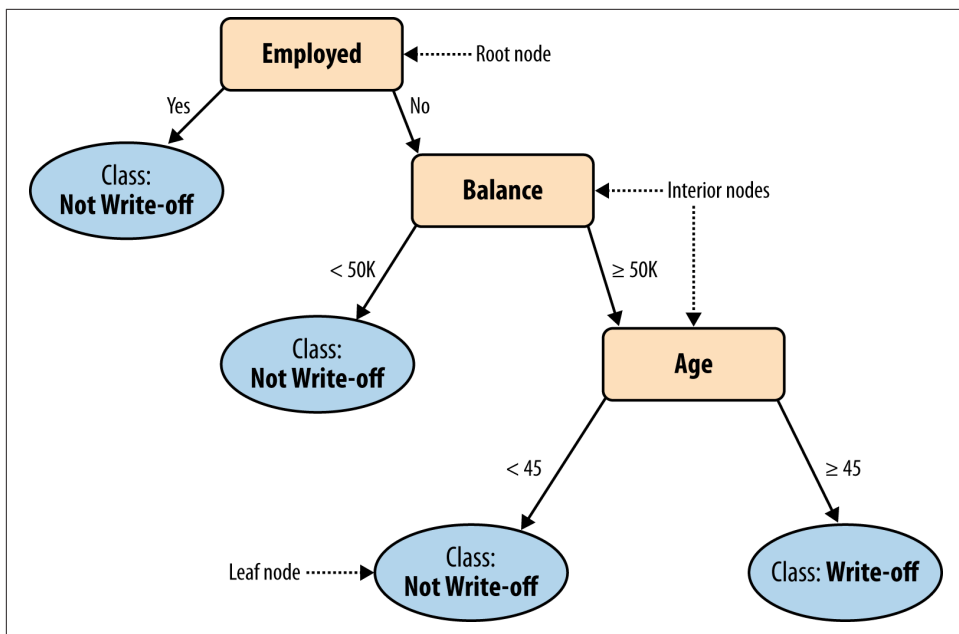 Employed
Root node
Yes
No
Class:
Not Write-off
Balance
Interior nodes
< 50K
≥ 50K
Class:
Not Write-off
Age
< 45
≥ 45
Leaf node
Class:
Not Write-off
Class: Write-off